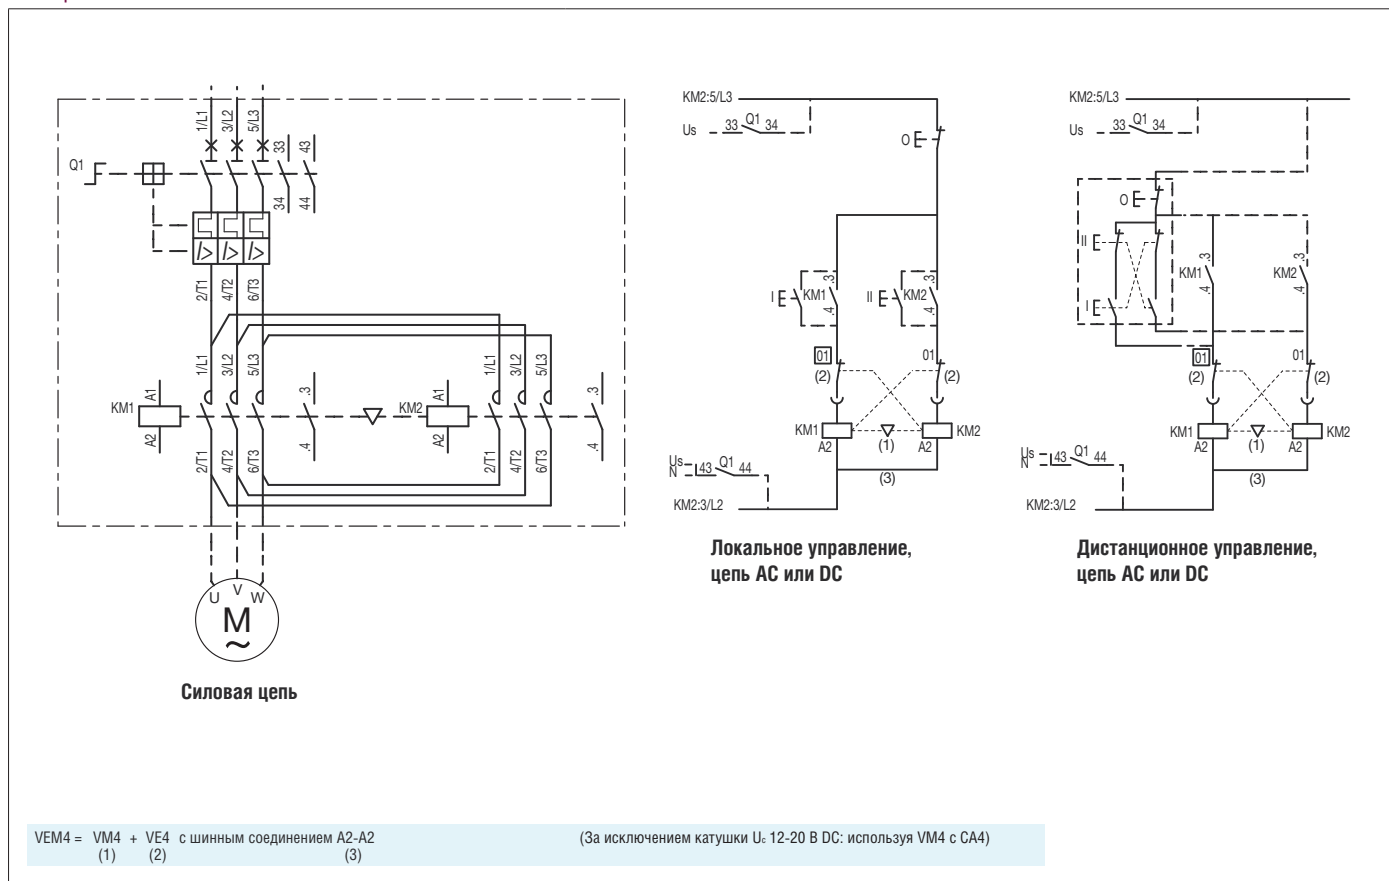 1/L1 3/L2 5/L3
Q1
33 43
34 44
I> I> I>
2/T1 4/T2 6/T3
1/L1 3/L2 5/L3
1/L1 3/L2 5/L3
KM1 A1
A2
.3
.4
KM2 A1
A2
.3
.4
2/T1 4/T2 6/T3
2/T1 4/T2 6/T3
U V W
M
~
Силовая цепь
KM2:5/L3
Us 33 Q1 34
O
I KM1 .3
.4
II KM2 .3
.4
01 01
(2) (2)
KM1 KM2
A2 (1) A2
(3)
Us
N 43 Q1 44
KM2:3/L2
Локальное управление,
цепь AC или DC
KM2:5/L3
Us 33 Q1 34
O
II
I
KM1 .3
.4
KM2 .3
.4
01 01
(2) (2)
KM1 KM2
A2 (1) A2
(3)
Us
N 43 Q1 44
KM2:3/L2
Дистанционное управление,
цепь AC или DC
VEM4 = VM4 + VE4 с шинным соединением A2-A2 (За исключением катушки Uc 12-20 В DC: используя VM4 с CA4)
(1) (2) (3)